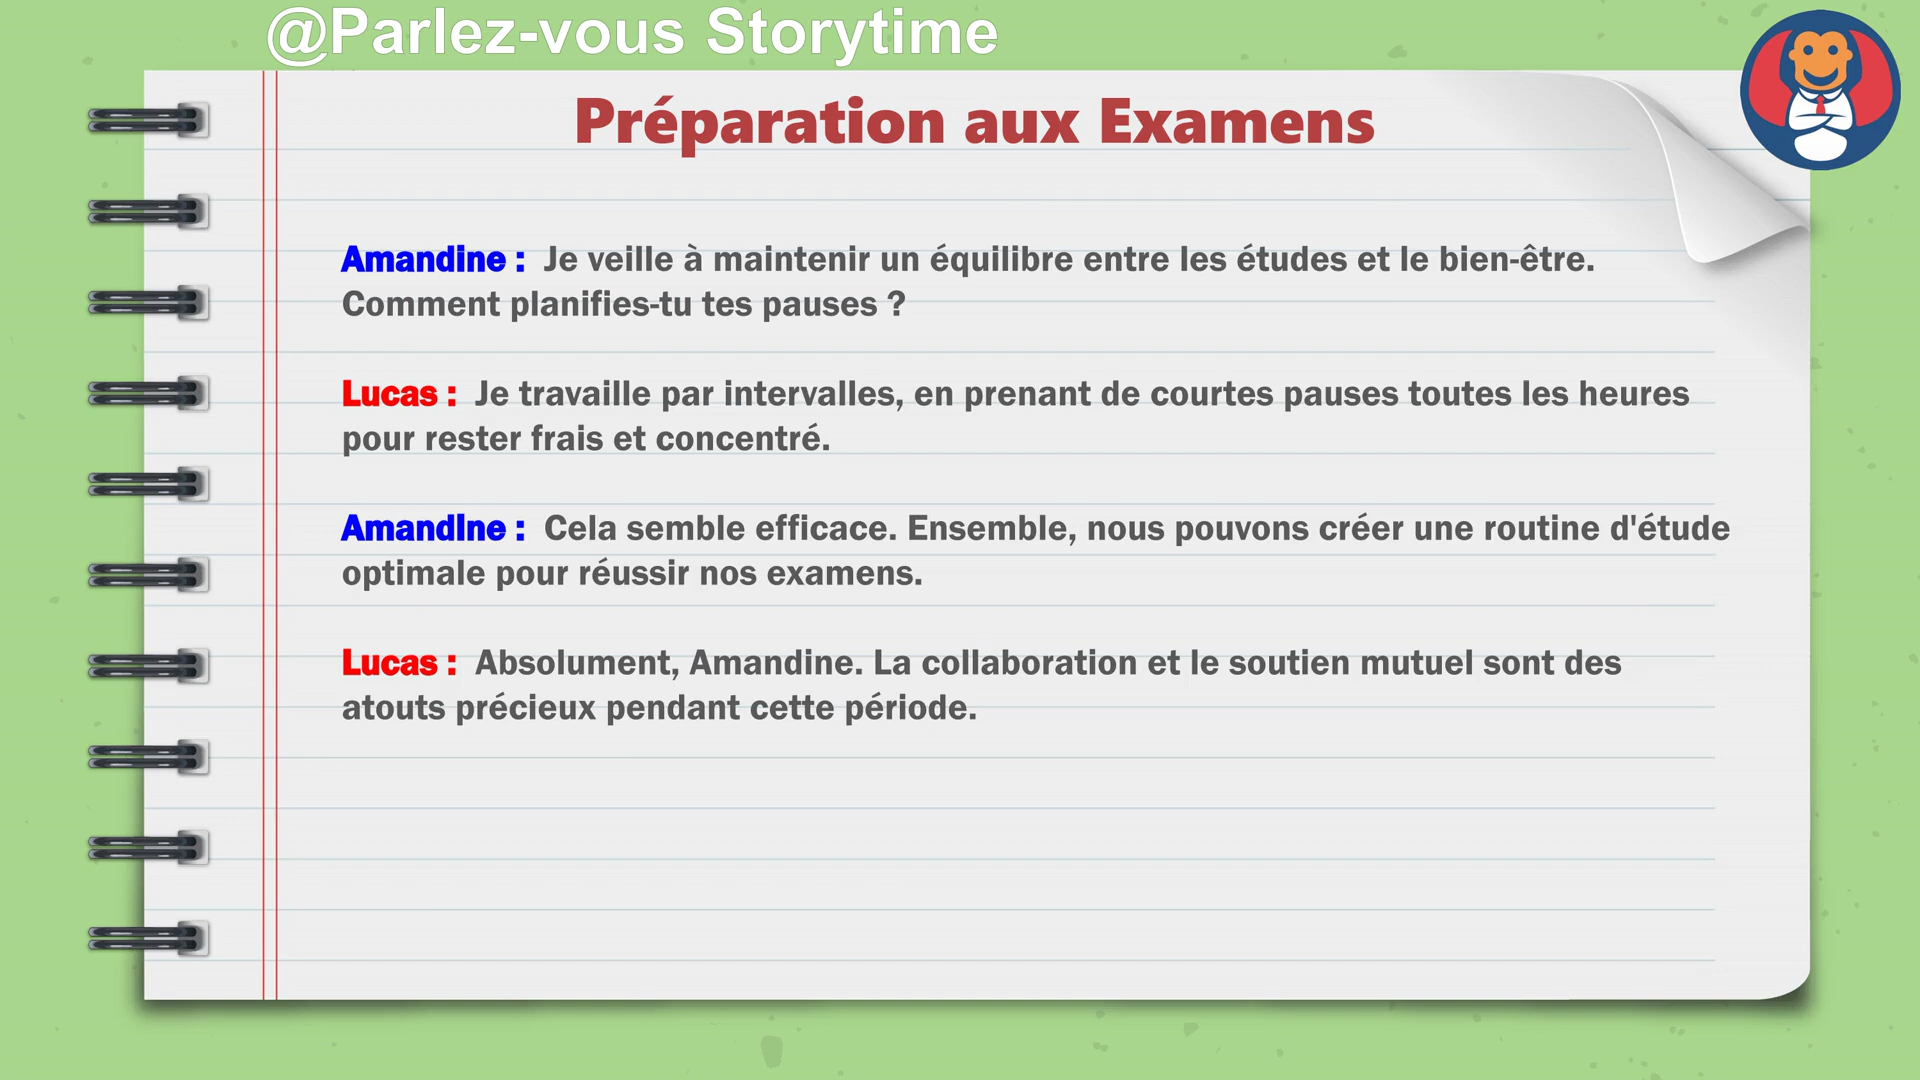 @Parlez-vous Storytime
Préparation aux Examens
Amandine : Je veille à maintenir un équilibre entre les études et le bien-être.
Comment planifies-tu tes pauses ?
Lucas : Je travaille par intervalles, en prenant de courtes pauses toutes les heures
pour rester frais et concentré.
Amandine : Cela semble efficace. Ensemble, nous pouvons créer une routine d'étude
optimale pour réussir nos examens.
Lucas : Absolument, Amandine. La collaboration et le soutien mutuel sont des
atouts précieux pendant cette période.